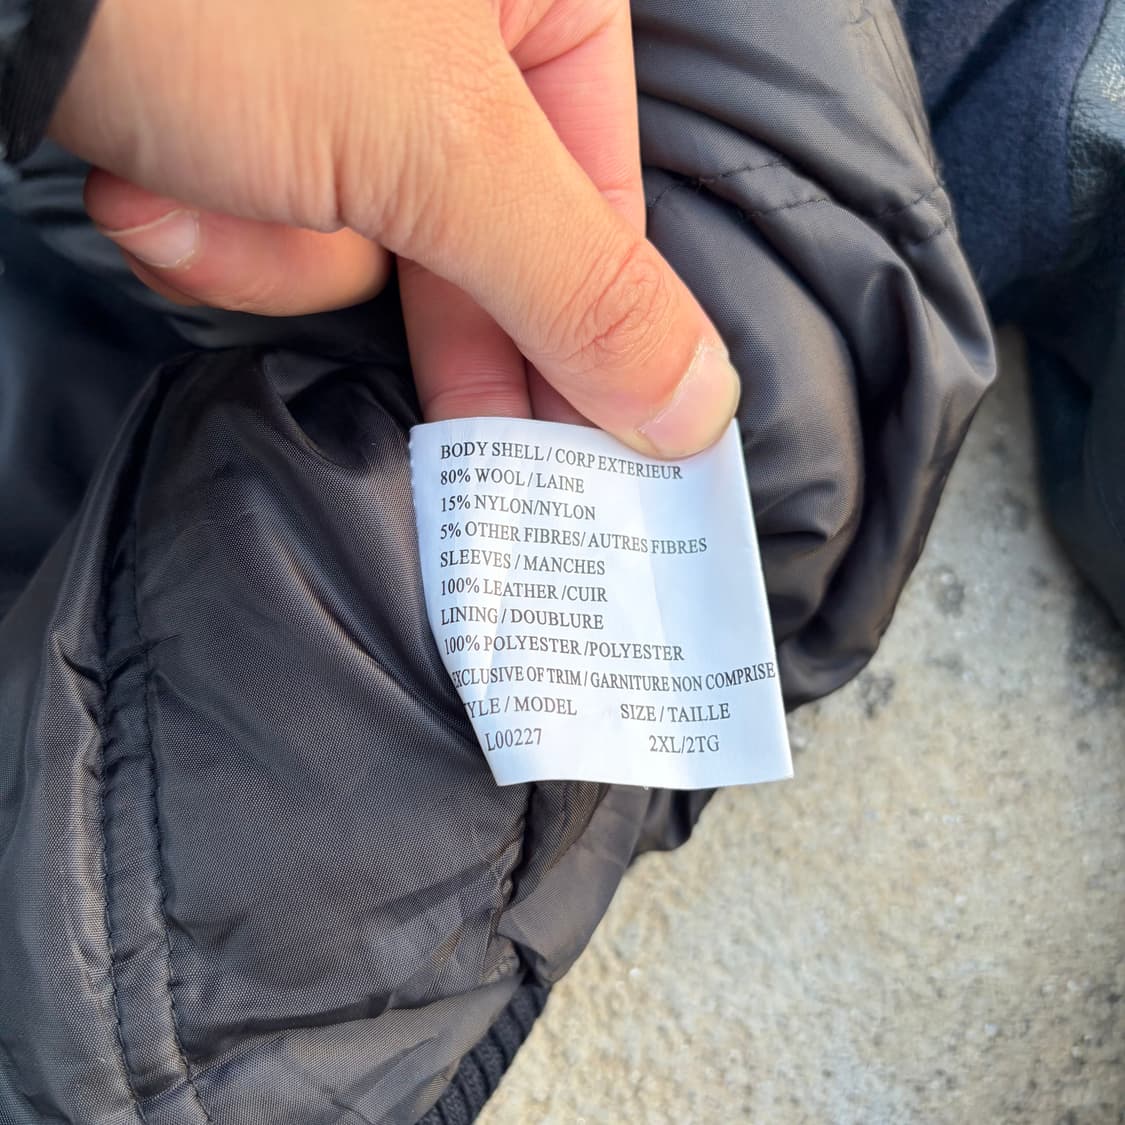 BODY SHELL / CORP EXTERIEUR
80% WOOL / LAINE
15% NYLON/NYLON
5% OTHER FIBRES/ AUTRES FIBRES
SLEEVES / MANCHES
100% LEATHER /CUIR
LINING / DOUBLURE
100% POLYESTER /POLYESTER
EXCLUSIVE OF TRIM / GARNITURE NON COMPRISE
YLE / MODEL SIZE / TAILLE
L00227 2XL/2TG